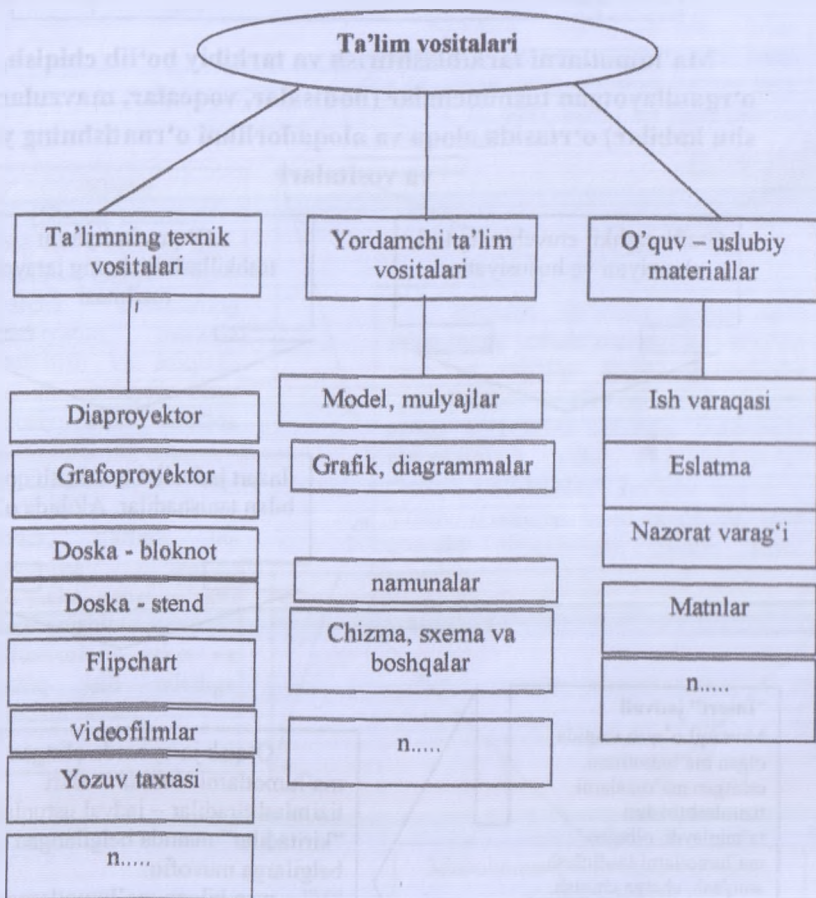 Ta’lim vositalari
Ta’limning texnik
vositalari
Diaproyektor
Grafoproyektor
Doska - bloknot
Doska - stend
Flipchart
Videofilmlar
Yozuv taxtasi
n.....
Yordamchi ta’lim
vositalari
Model, mulyajlar
Grafik, diagrammalar
namunalar
Chizma, sxema va
boshqalar
n.....
O’quv – uslubiy
materiallar
Ish varaqasi
Eslatma
Nazorat varag‘i
Matnlar
n.....